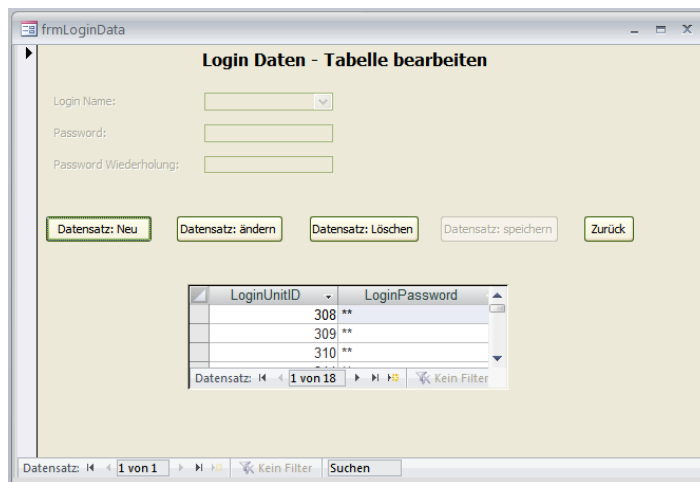 frmLoginData
Login Daten - Tabelle bearbeiten
Login Name:
Password:
Password Wiederholung:
Datensatz: Neu Datensatz: ändern Datensatz: Löschen Datensatz: speichern Zurück
LoginUnitID LoginPassword
308 **
309 **
310 **
Datensatz: 1 von 18 Kein Filter
Datensatz: 1 von 1 Kein Filter Suchen